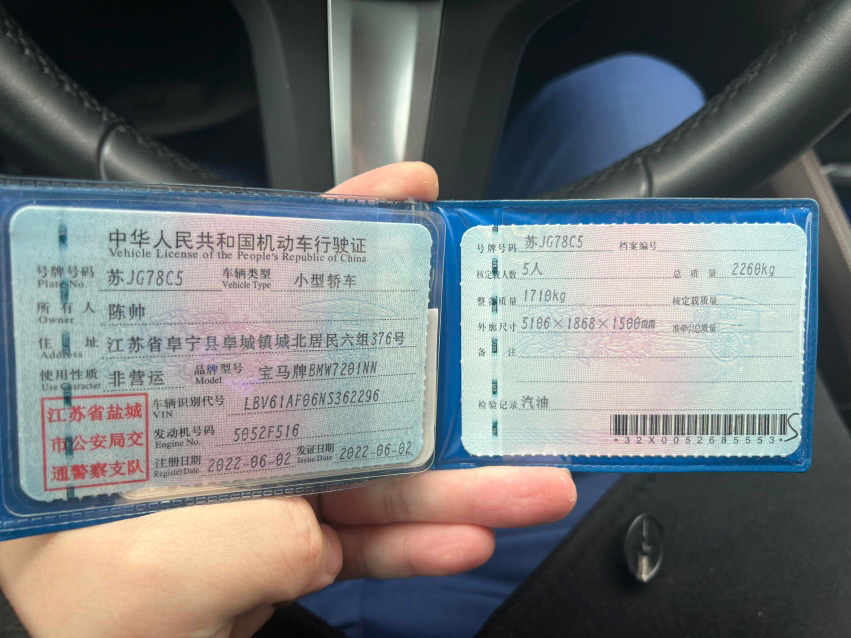 中华人民共和国机动车行驶证
Vehicle License of the People's Republic of China
号牌号码 苏JG78C5 车辆类型 小型轿车
Plate No. Vehicle Type
所有人 陈帅
Owner
住址 江苏省阜宁县阜城镇城北居民六组376号
Address
使用性质 非营运 品牌型号 宝马牌BMW7201NN
Use Character Model
江苏省盐城
市公安局交
通警察支队
车辆识别代号 LBV61AF06NS362296
VIN
发动机号码 5052F516
Engine No.
注册日期 2022-06-02 发证日期 2022-06-02
Register Date Issue Date
号牌号码 苏JG78C5 档案编号
核定载人数 5人 总质量 2260kg
整备质量 1710kg 核定载质量 --
外廓尺寸 5106×1868×1500mm 准牵引总质量 --
备注
检验记录 汽油
*32X0052685553*